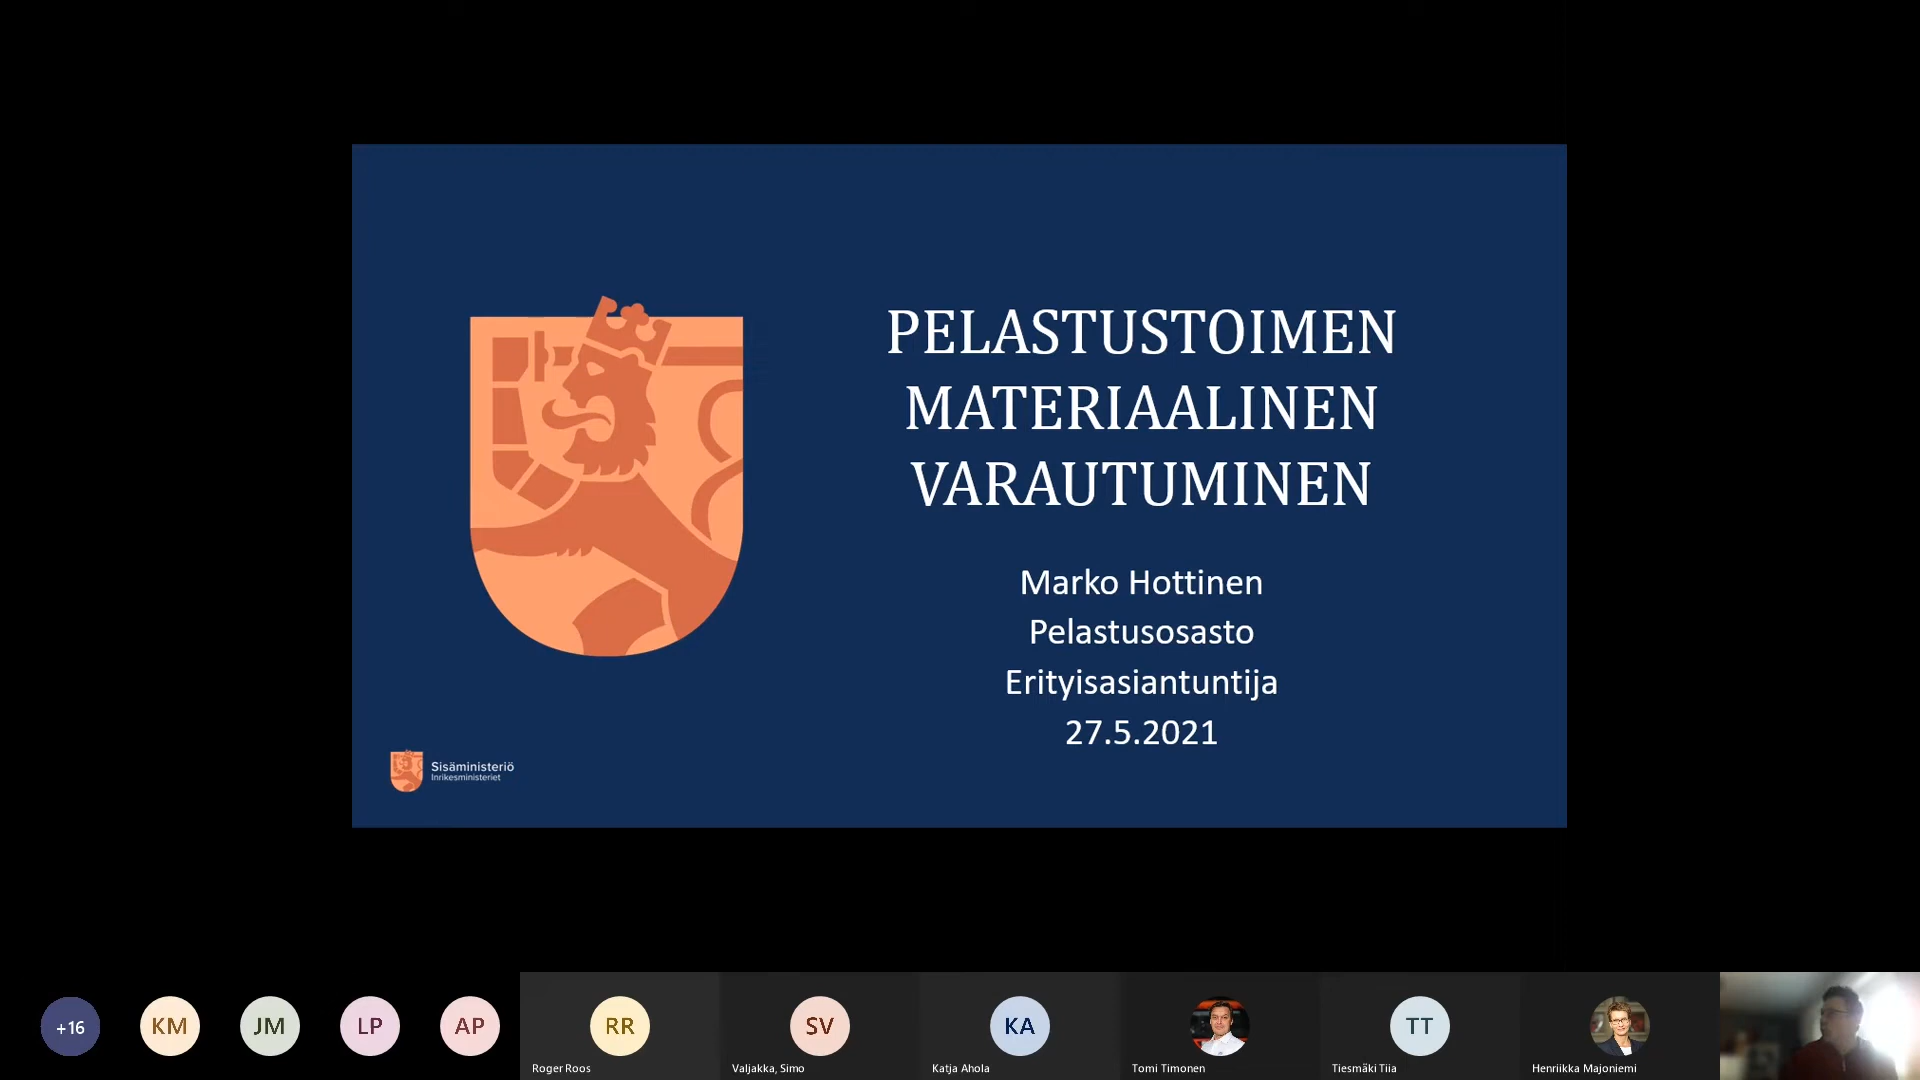 PELASTUSTOIMEN
MATERIAALINEN
VARAUTUMINEN
Marko Hottinen
Pelastusosasto
Erityisasiantuntija
27.5.2021
Sisäministeriö
Inrikesministeriet
+16
KM
JM
LP
AP
RR
SV
KA
TT
Roger Roos
Valjakka, Simo
Katja Ahola
Tomi Timonen
Tiesmäki Tiia
Henriikka Majoniemi